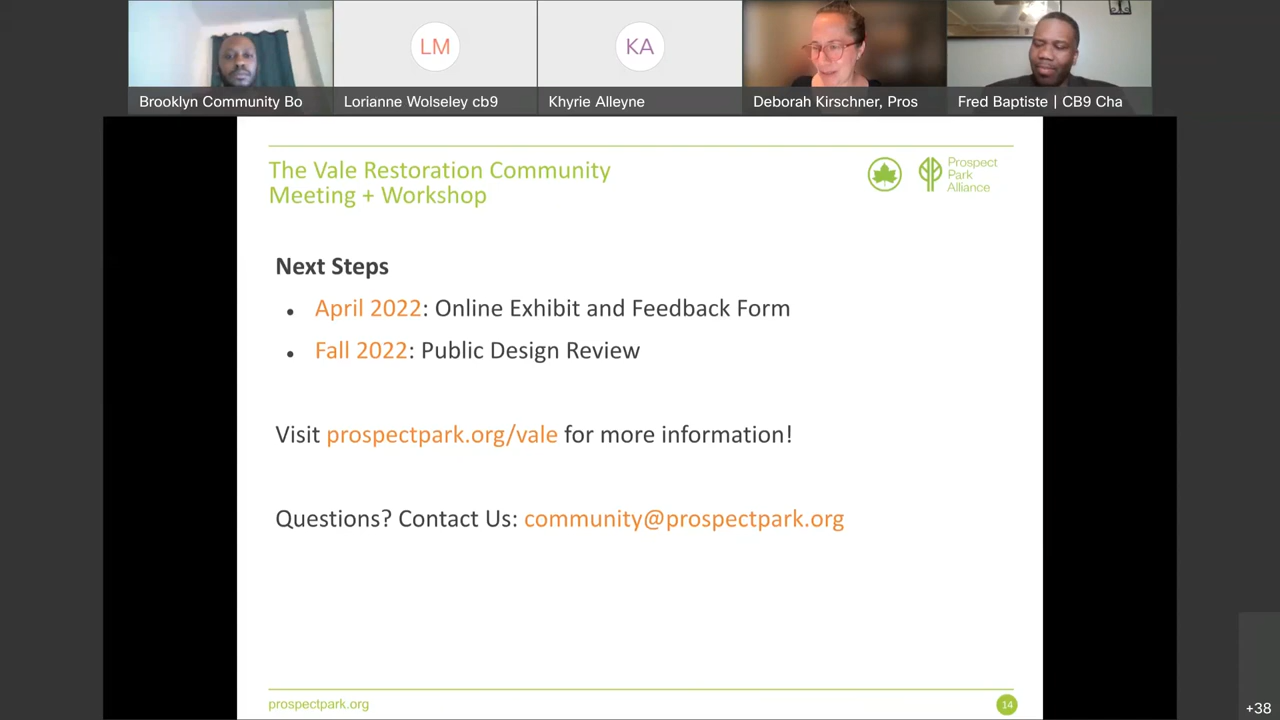 LM
KA
Brooklyn Community Bo
Lorianne Wolseley cb9
Khyrie Alleyne
Deborah Kirschner, Pros
Fred Baptiste | CB9 Cha
The Vale Restoration Community
Meeting + Workshop
Prospect
Park
Alliance
Next Steps
• April 2022: Online Exhibit and Feedback Form
• Fall 2022: Public Design Review
Visit prospectpark.org/vale for more information!
Questions? Contact Us: community@prospectpark.org
prospectpark.org
14
+38